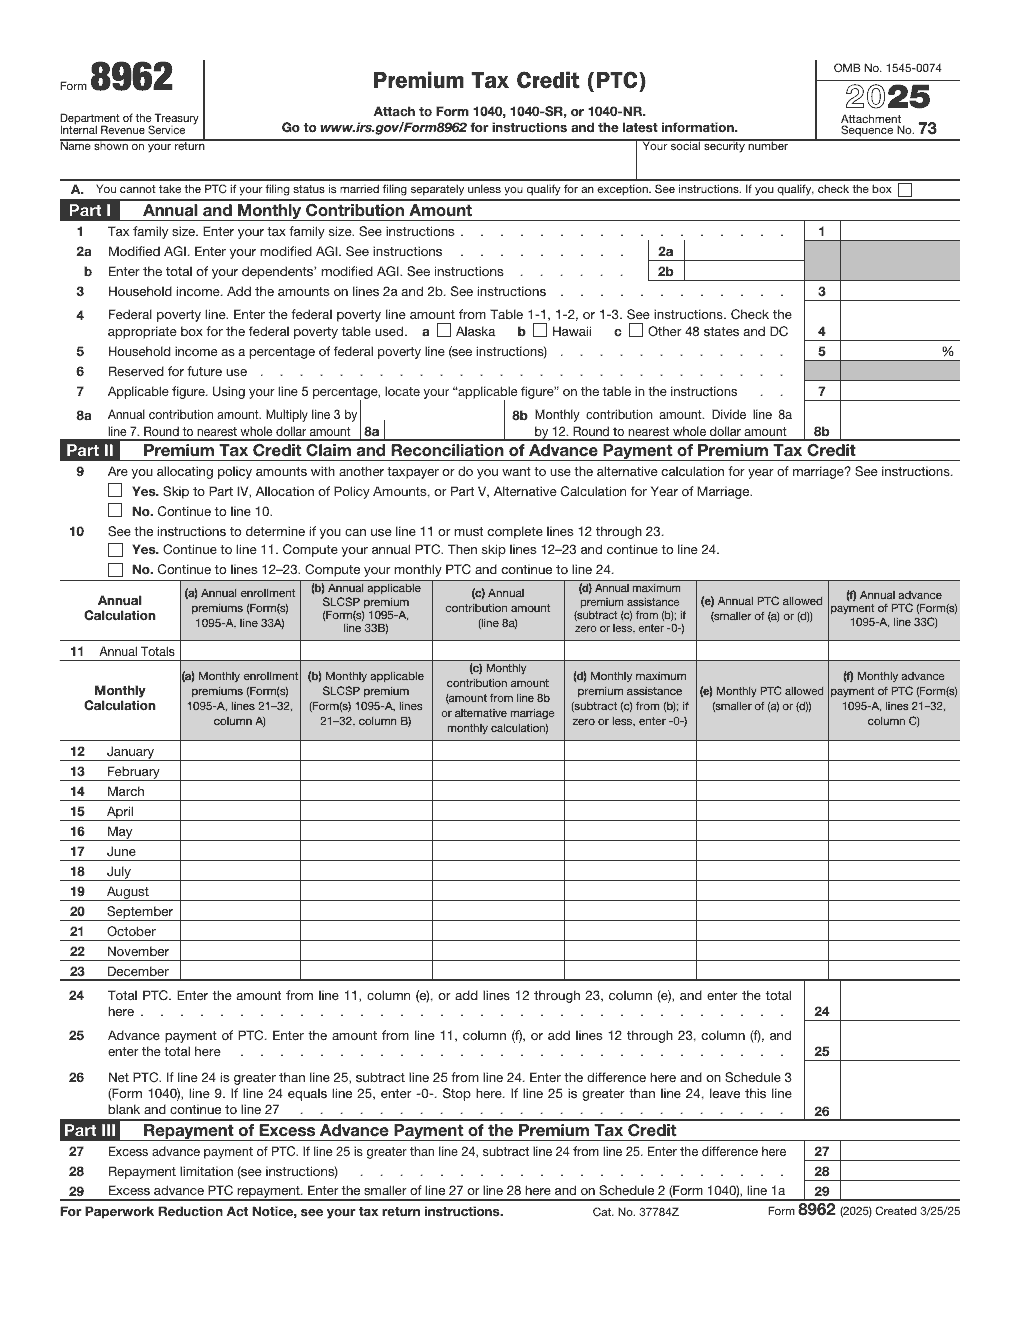 Form 8962
Department of the Treasury
Internal Revenue Service
Premium Tax Credit (PTC)
Attach to Form 1040, 1040-SR, or 1040-NR.
Go to www.irs.gov/Form8962 for instructions and the latest information.
OMB No. 1545-0074
2025
Attachment
Sequence No. 73
Name shown on your return
Your social security number
A. You cannot take the PTC if your filing status is married filing separately unless you qualify for an exception. See instructions. If you qualify, check the box
Part I Annual and Monthly Contribution Amount
1 Tax family size. Enter your tax family size. See instructions . . . . . . . . . . . . . . . . . 1
2a Modified AGI. Enter your modified AGI. See instructions . . . . . . . . . 2a
b Enter the total of your dependents' modified AGI. See instructions . . . . . . 2b
3 Household income. Add the amounts on lines 2a and 2b. See instructions . . . . . . . . . . . . 3
4 Federal poverty line. Enter the federal poverty line amount from Table 1-1, 1-2, or 1-3. See instructions. Check the
appropriate box for the federal poverty table used. a Alaska b Hawaii c Other 48 states and DC 4
5 Household income as a percentage of federal poverty line (see instructions) . . . . . . . . . . . . 5 %
6 Reserved for future use . . . . . . . . . . . . . . . . . . . . . . . . . . .
7 Applicable figure. Using your line 5 percentage, locate your "applicable figure" on the table in the instructions . . 7
8a Annual contribution amount. Multiply line 3 by
line 7. Round to nearest whole dollar amount 8a
8b Monthly contribution amount. Divide line 8a
by 12. Round to nearest whole dollar amount 8b
Part II Premium Tax Credit Claim and Reconciliation of Advance Payment of Premium Tax Credit
9 Are you allocating policy amounts with another taxpayer or do you want to use the alternative calculation for year of marriage? See instructions.
Yes. Skip to Part IV, Allocation of Policy Amounts, or Part V, Alternative Calculation for Year of Marriage.
No. Continue to line 10.
10 See the instructions to determine if you can use line 11 or must complete lines 12 through 23.
Yes. Continue to line 11. Compute your annual PTC. Then skip lines 12–23 and continue to line 24.
No. Continue to lines 12–23. Compute your monthly PTC and continue to line 24.
Annual
Calculation
(a) Annual enrollment
premiums (Form(s)
1095-A, line 33A)
(b) Annual applicable
SLCSP premium
(Form(s) 1095-A,
line 33B)
(c) Annual
contribution amount
(line 8a)
(d) Annual maximum
premium assistance
(subtract (c) from (b); if
zero or less, enter -0-)
(e) Annual PTC allowed
(smaller of (a) or (d))
(f) Annual advance
payment of PTC (Form(s)
1095-A, line 33C)
11 Annual Totals
Monthly
Calculation
(a) Monthly enrollment
premiums (Form(s)
1095-A, lines 21–32,
column A)
(b) Monthly applicable
SLCSP premium
(Form(s) 1095-A, lines
21–32, column B)
(c) Monthly
contribution amount
(amount from line 8b
or alternative marriage
monthly calculation)
(d) Monthly maximum
premium assistance
(subtract (c) from (b); if
zero or less, enter -0-)
(e) Monthly PTC allowed
(smaller of (a) or (d))
(f) Monthly advance
payment of PTC (Form(s)
1095-A, lines 21–32,
column C)
12 January
13 February
14 March
15 April
16 May
17 June
18 July
19 August
20 September
21 October
22 November
23 December
24 Total PTC. Enter the amount from line 11, column (e), or add lines 12 through 23, column (e), and enter the total
here . . . . . . . . . . . . . . . . . . . . . . . . . . . . . . . . . 24
25 Advance payment of PTC. Enter the amount from line 11, column (f), or add lines 12 through 23, column (f), and
enter the total here . . . . . . . . . . . . . . . . . . . . . . . . . . . . 25
26 Net PTC. If line 24 is greater than line 25, subtract line 25 from line 24. Enter the difference here and on Schedule 3
(Form 1040), line 9. If line 24 equals line 25, enter -0-. Stop here. If line 25 is greater than line 24, leave this line
blank and continue to line 27 . . . . . . . . . . . . . . . . . . . . . . . . . 26
Part III Repayment of Excess Advance Payment of the Premium Tax Credit
27 Excess advance payment of PTC. If line 25 is greater than line 24, subtract line 24 from line 25. Enter the difference here 27
28 Repayment limitation (see instructions) . . . . . . . . . . . . . . . . . . . . . . 28
29 Excess advance PTC repayment. Enter the smaller of line 27 or line 28 here and on Schedule 2 (Form 1040), line 1a 29
For Paperwork Reduction Act Notice, see your tax return instructions. Cat. No. 37784Z Form 8962 (2025) Created 3/25/25